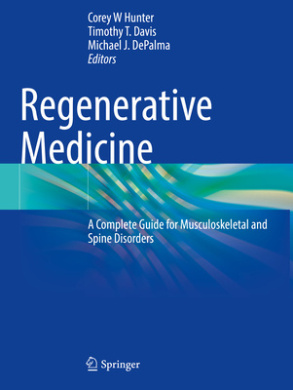 Corey W Hunter
Timothy T. Davis
Michael J. DePalma
Editors
Regenerative
Medicine
A Complete Guide for Musculoskeletal and
Spine Disorders
Springer